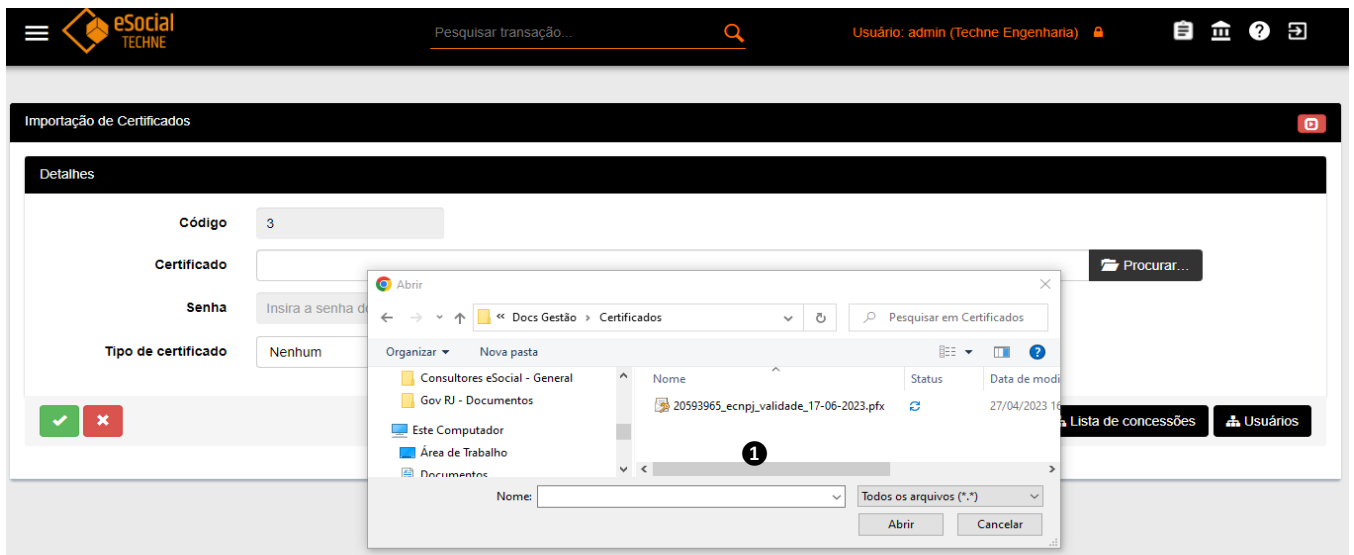 eSocial
TECHNE
Pesquisar transação...
Usuário: admin (Techne Engenharia)
Importação de Certificados
Detalhes
Código 3
Certificado Procurar...
Senha Insira a senha
Tipo de certificado Nenhum
Abrir
« Docs Gestão > Certificados Pesquisar em Certificados
Organizar Nova pasta
Consultores eSocial - General
Gov RJ - Documentos
Este Computador
Área de Trabalho
Documentos
Nome Status Data de modi
20593965_ecnpj_validade_17-06-2023.pfx 27/04/2023 16
1
Nome: Todos os arquivos (*.*)
Abrir Cancelar
Lista de concessões Usuários